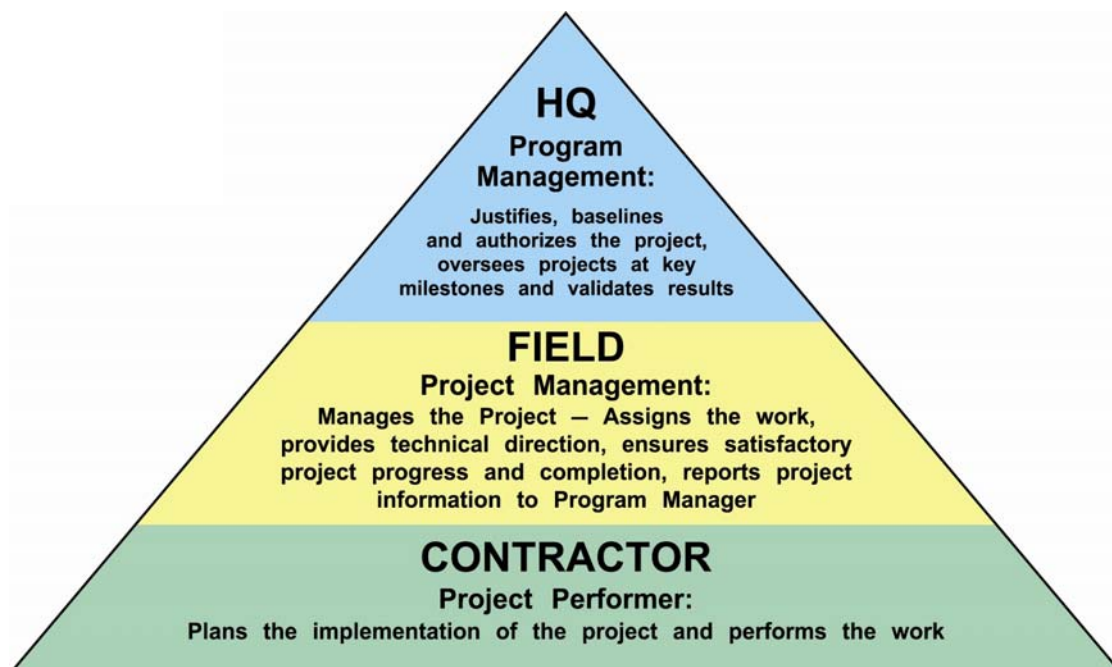 HQ
Program
Management:
Justifies, baselines
and authorizes the project,
oversees projects at key
milestones and validates results
FIELD
Project Management:
Manages the Project — Assigns the work,
provides technical direction, ensures satisfactory
project progress and completion, reports project
information to Program Manager
CONTRACTOR
Project Performer:
Plans the implementation of the project and performs the work